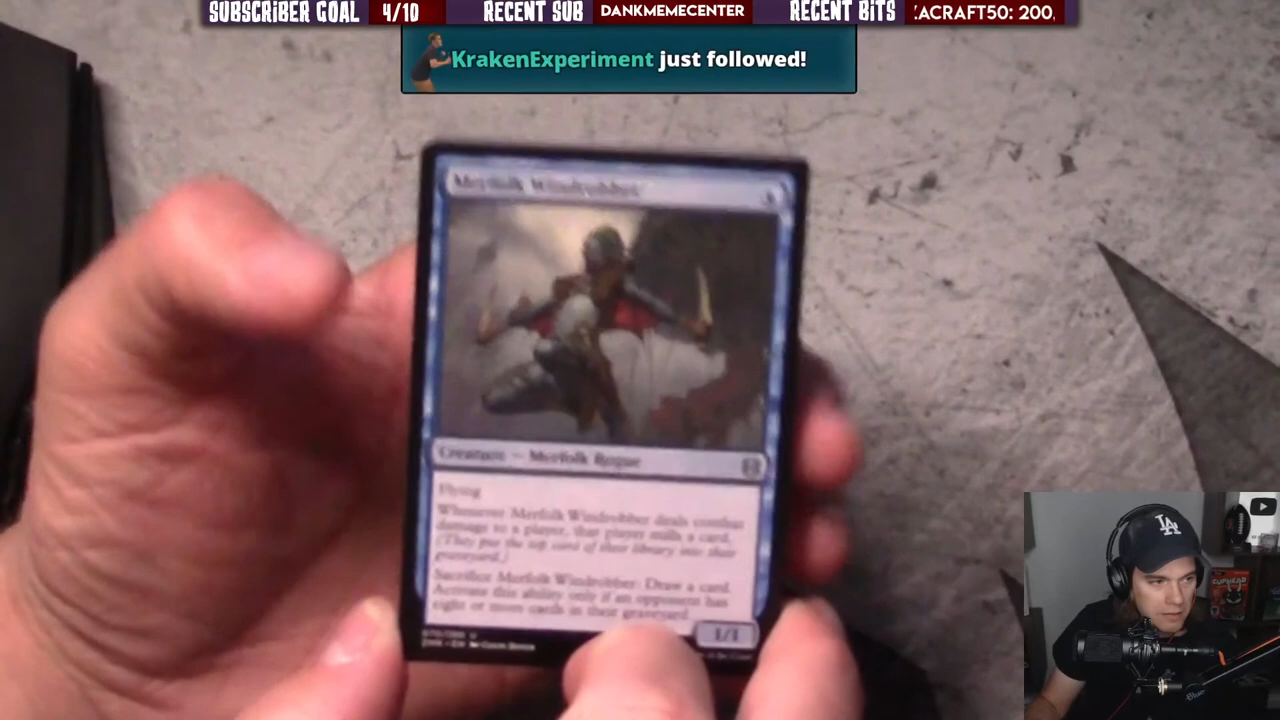 SUBSCRIBER GOAL 4/10 RECENT SUB DANKMEMECENTER RECENT BITS ACRAFT50: 200,
KrakenExperiment just followed!
Merfolk Windrobber
Creature — Merfolk Rogue
Flying
Whenever Merfolk Windrobber deals combat
damage to a player, that player mills a card.
(They put the top card of their library into their
graveyard.)
Sacrifice Merfolk Windrobber: Draw a card.
Activate this ability only if an opponent has
eight or more cards in their graveyard.
1/1
LA
CUPHEAD
Blue